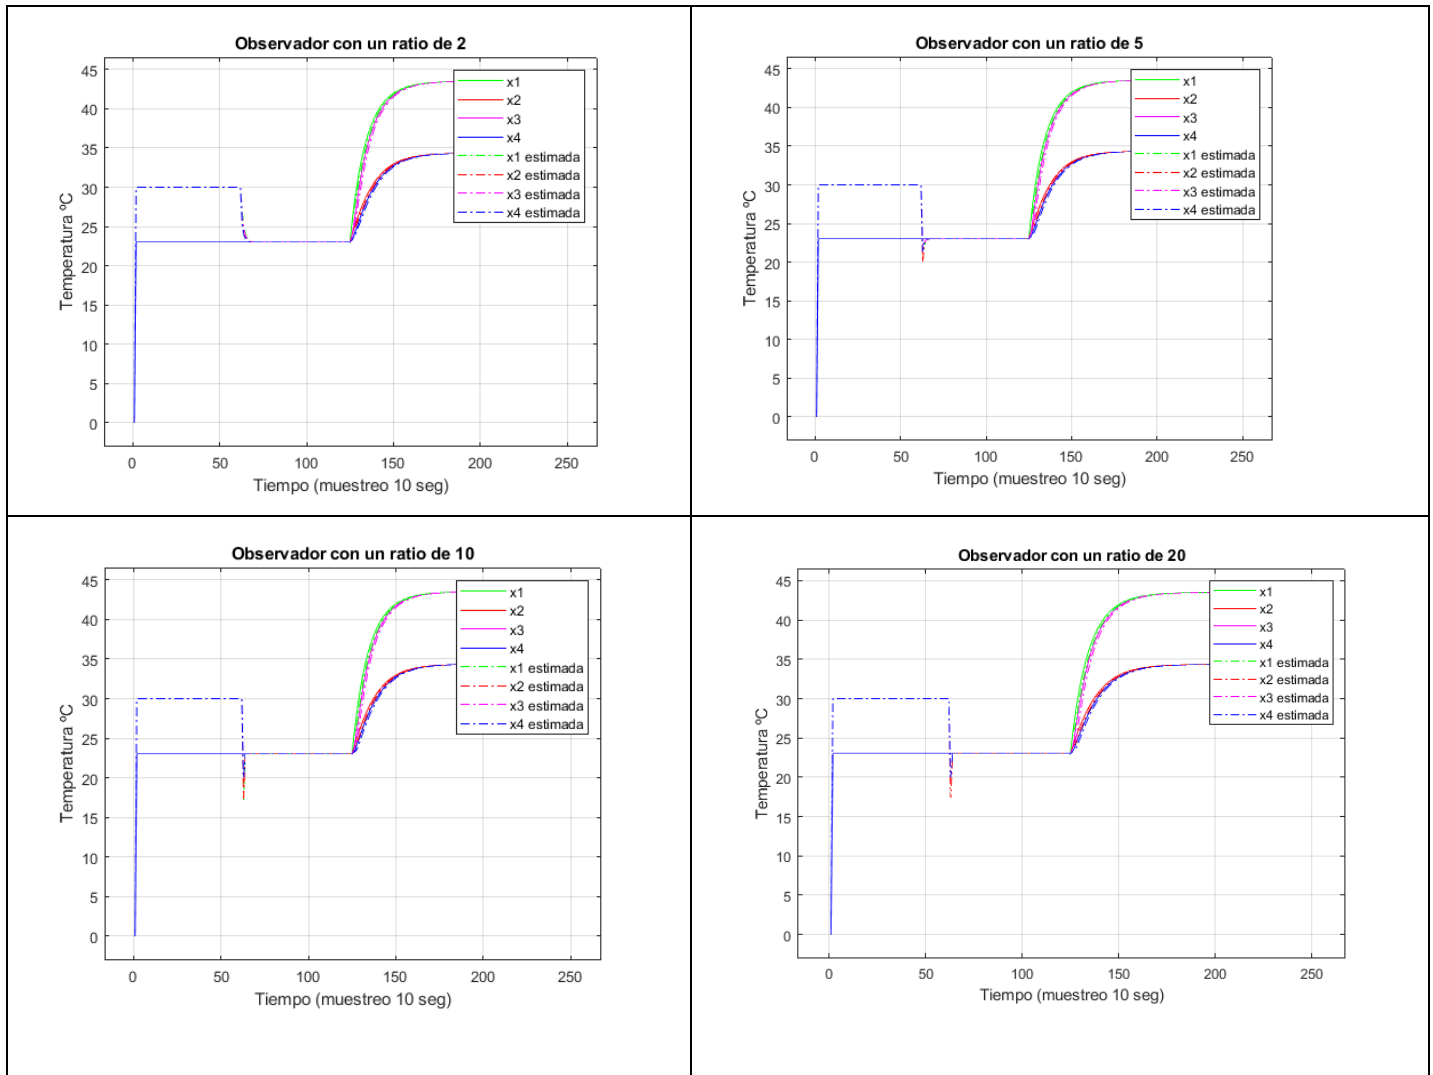 Observador con un ratio de 2
45
40
35
30
25
20
15
10
5
0
0 50 100 150 200 250
Temperatura ºC
Tiempo (muestreo 10 seg)
x1
x2
x3
x4
x1 estimada
x2 estimada
x3 estimada
x4 estimada
Observador con un ratio de 5
45
40
35
30
25
20
15
10
5
0
0 50 100 150 200 250
Temperatura ºC
Tiempo (muestreo 10 seg)
x1
x2
x3
x4
x1 estimada
x2 estimada
x3 estimada
x4 estimada
Observador con un ratio de 10
45
40
35
30
25
20
15
10
5
0
0 50 100 150 200 250
Temperatura ºC
Tiempo (muestreo 10 seg)
x1
x2
x3
x4
x1 estimada
x2 estimada
x3 estimada
x4 estimada
Observador con un ratio de 20
45
40
35
30
25
20
15
10
5
0
0 50 100 150 200 250
Temperatura ºC
Tiempo (muestreo 10 seg)
x1
x2
x3
x4
x1 estimada
x2 estimada
x3 estimada
x4 estimada